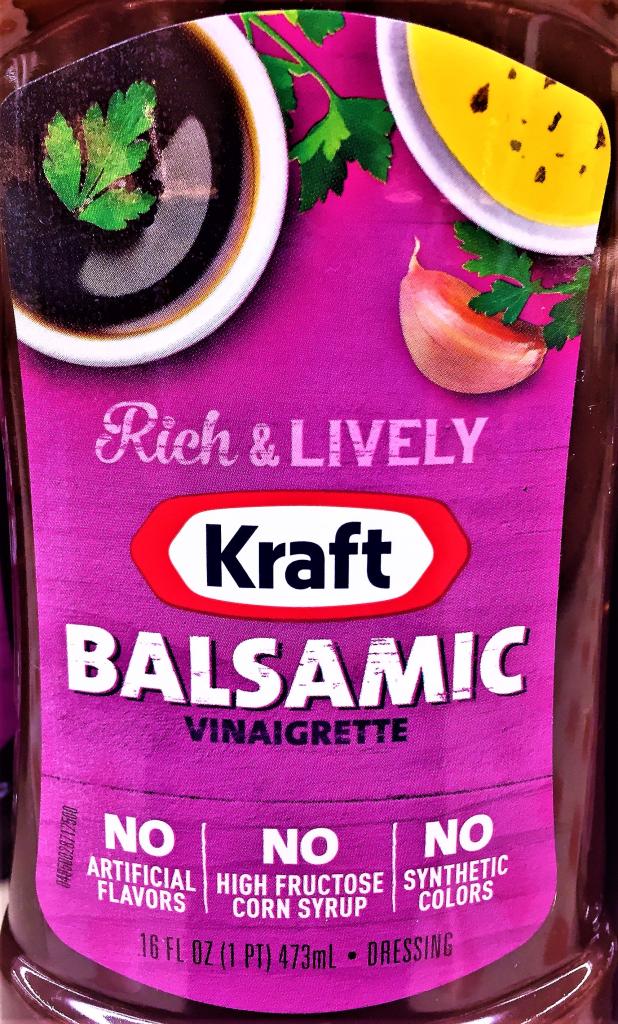 Rich & LIVELY
Kraft
BALSAMIC
VINAIGRETTE
NO
ARTIFICIAL
FLAVORS
NO
HIGH FRUCTOSE
CORN SYRUP
NO
SYNTHETIC
COLORS
16 FL OZ (1 PT) 473mL • DRESSING